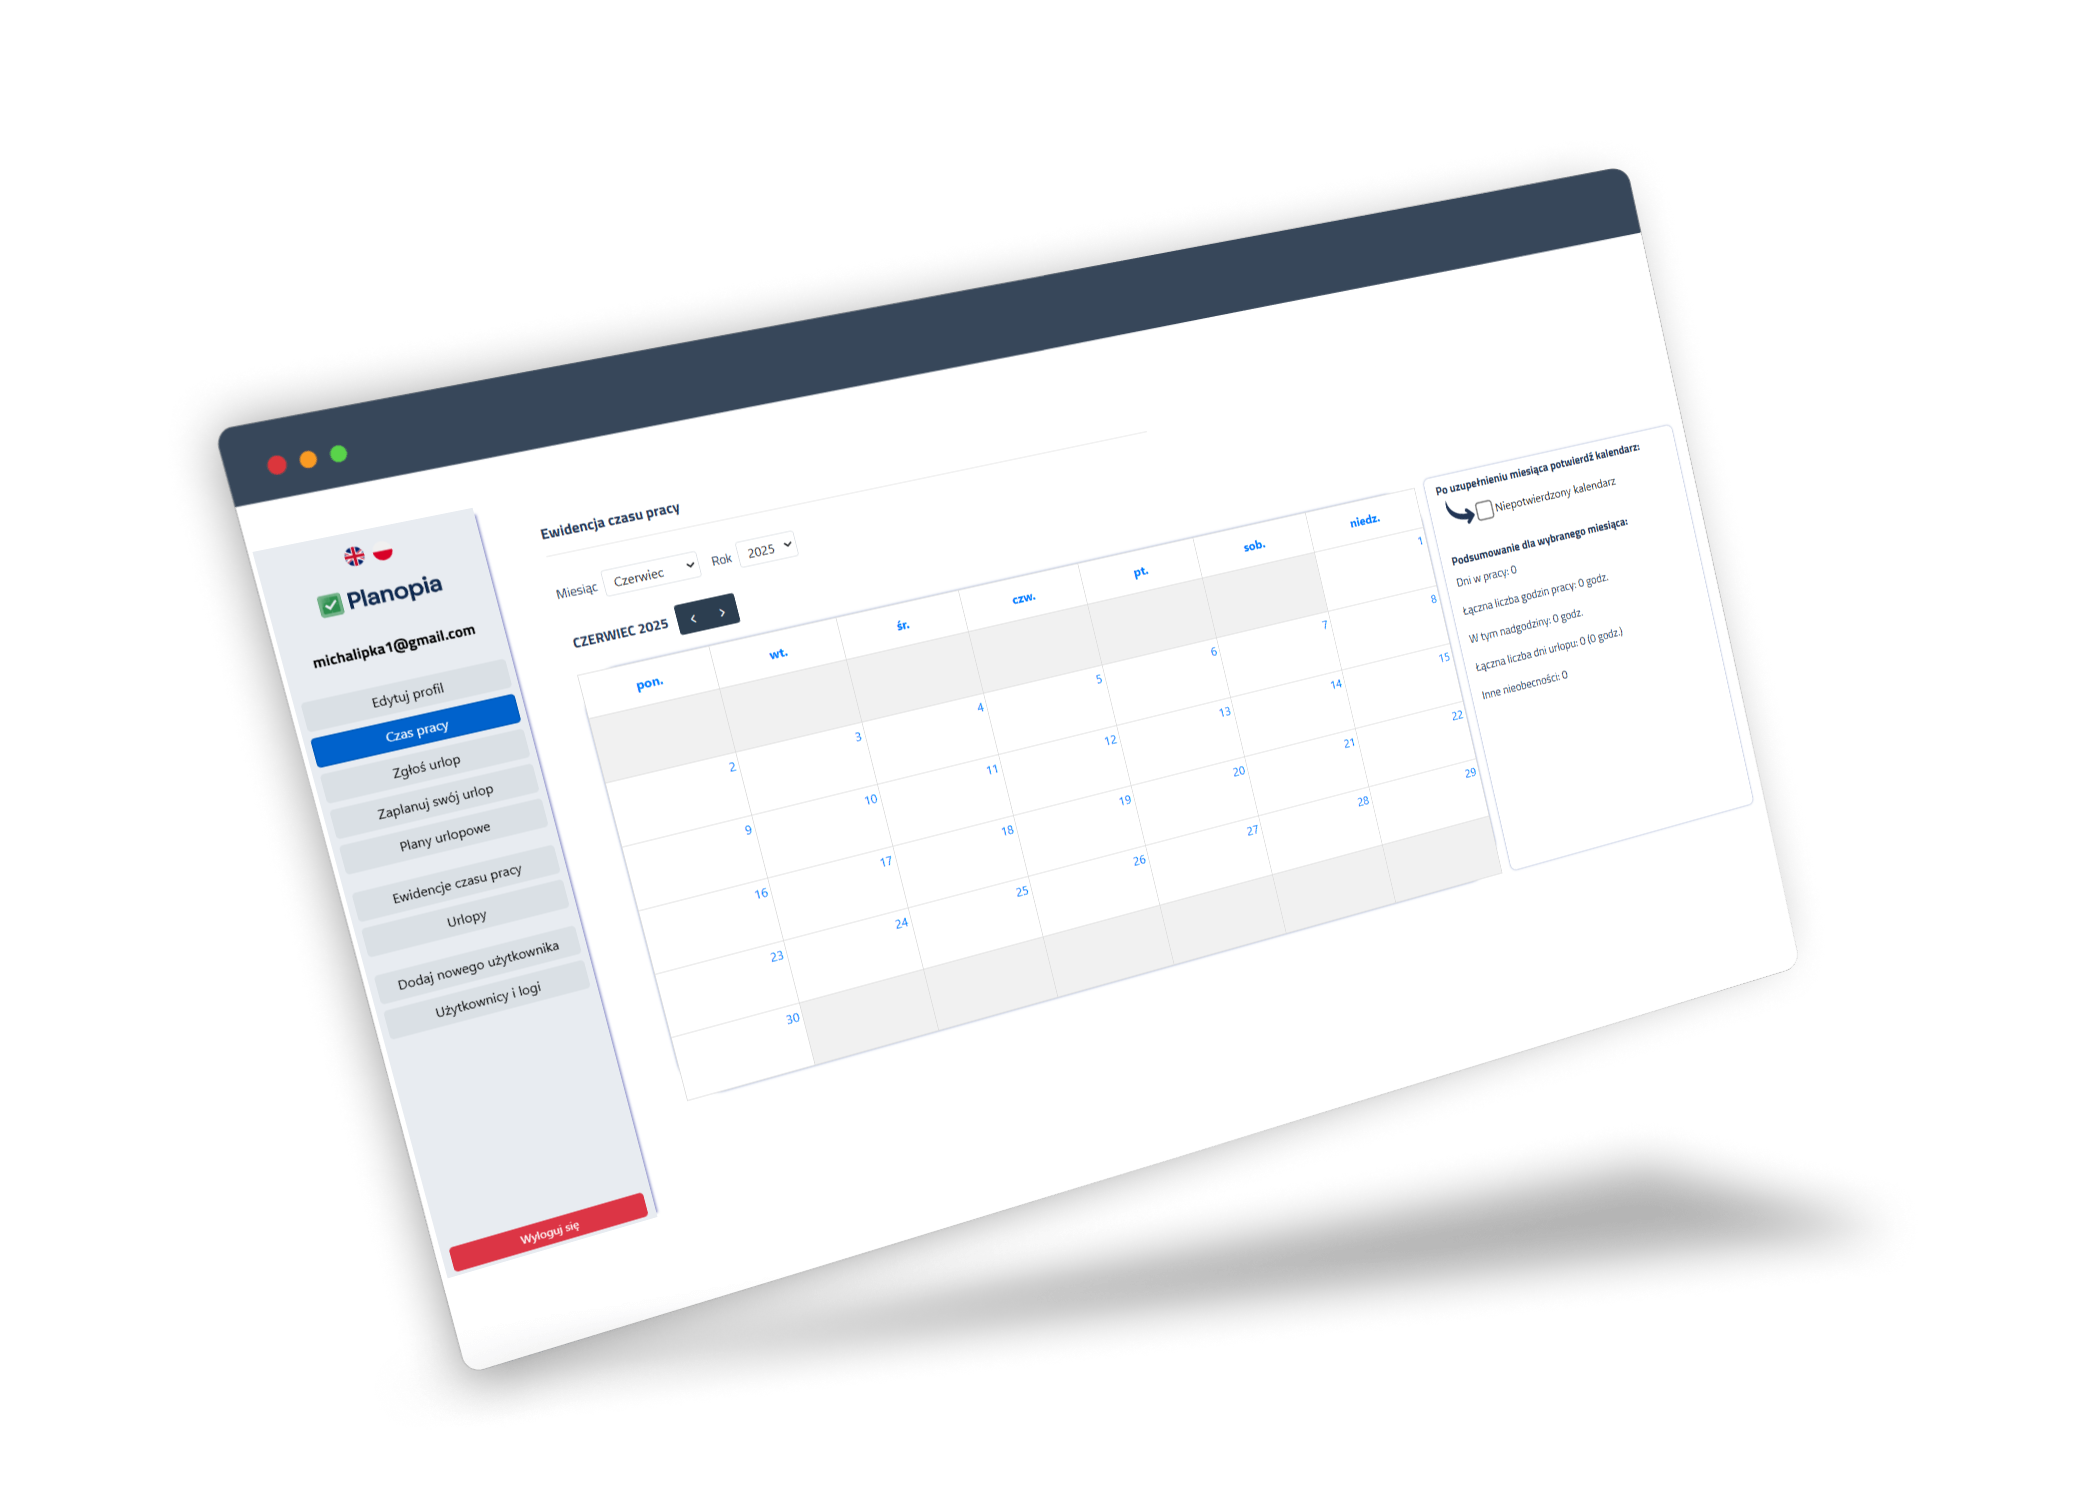 Planopia
michalipka1@gmail.com
Edytuj profil
Czas pracy
Zgłoś urlop
Zaplanuj swój urlop
Plany urlopowe
Ewidencje czasu pracy
Urlopy
Dodaj nowego użytkownika
Użytkownicy i logi
Wyloguj się
Ewidencja czasu pracy
Miesiąc Czerwiec Rok 2025
CZERWIEC 2025
pon. wt. śr. czw. pt. sob. niedz.
1
2 3 4 5 6 7 8
9 10 11 12 13 14 15
16 17 18 19 20 21 22
23 24 25 26 27 28 29
30
Po uzupełnieniu miesiąca potwierdź kalendarz:
Niepotwierdzony kalendarz
Podsumowanie dla wybranego miesiąca:
Dni w pracy: 0
Łączna liczba godzin pracy: 0 godz.
W tym nadgodziny: 0 godz.
Łączna liczba dni urlopu: 0 (0 godz.)
Inne nieobecności: 0